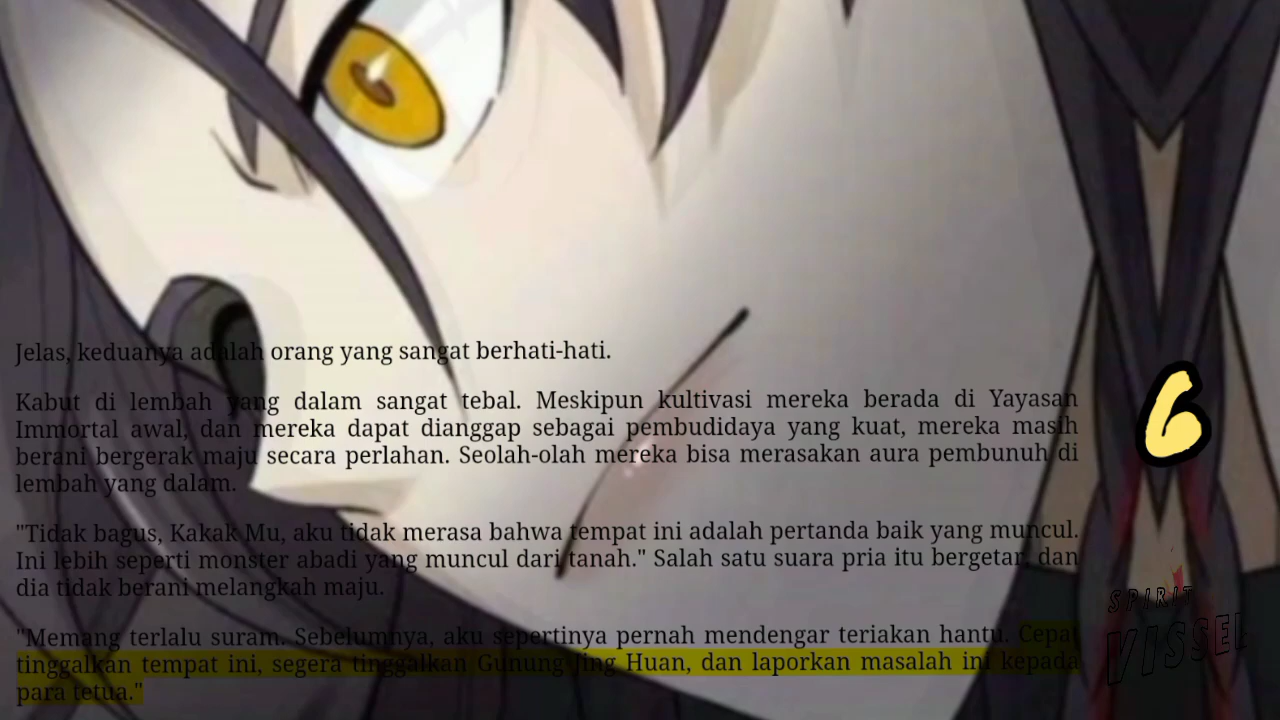 Jelas, keduanya adalah orang yang sangat berhati-hati.
Kabut di lembah yang dalam sangat tebal. Meskipun kultivasi mereka berada di Yayasan
Immortal awal, dan mereka dapat dianggap sebagai pembudidaya yang kuat, mereka masih
berani bergerak maju secara perlahan. Seolah-olah mereka bisa merasakan aura pembunuh di
lembah yang dalam.
"Tidak bagus, Kakak Mu, aku tidak merasa bahwa tempat ini adalah pertanda baik yang muncul.
Ini lebih seperti monster abadi yang muncul dari tanah." Salah satu suara pria itu bergetar, dan
dia tidak berani melangkah maju.
"Memang terlalu suram. Sebelumnya, aku sepertinya pernah mendengar teriakan hantu. Cepat
tinggalkan tempat ini, segera tinggalkan Gunung Jing Huan, dan laporkan masalah ini kepada
para tetua."
6
SPIRIT
VISSEL